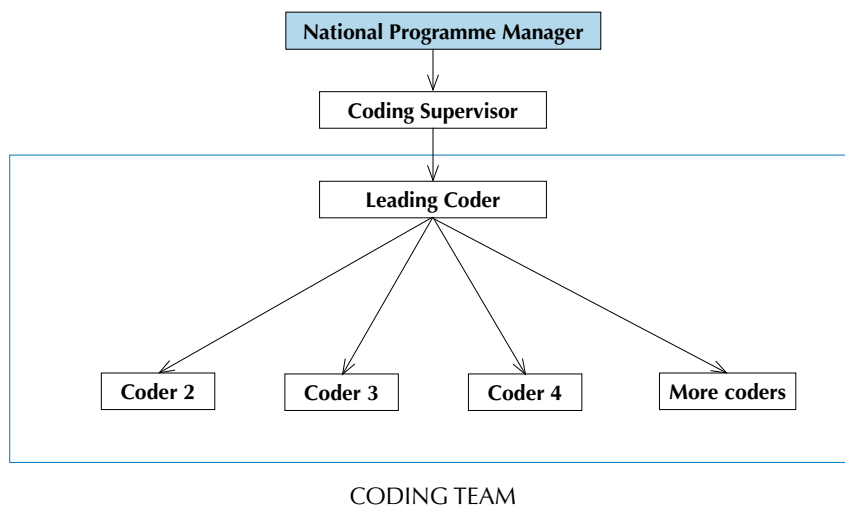 National Programme Manager
Coding Supervisor
Leading Coder
Coder 2
Coder 3
Coder 4
More coders
CODING TEAM